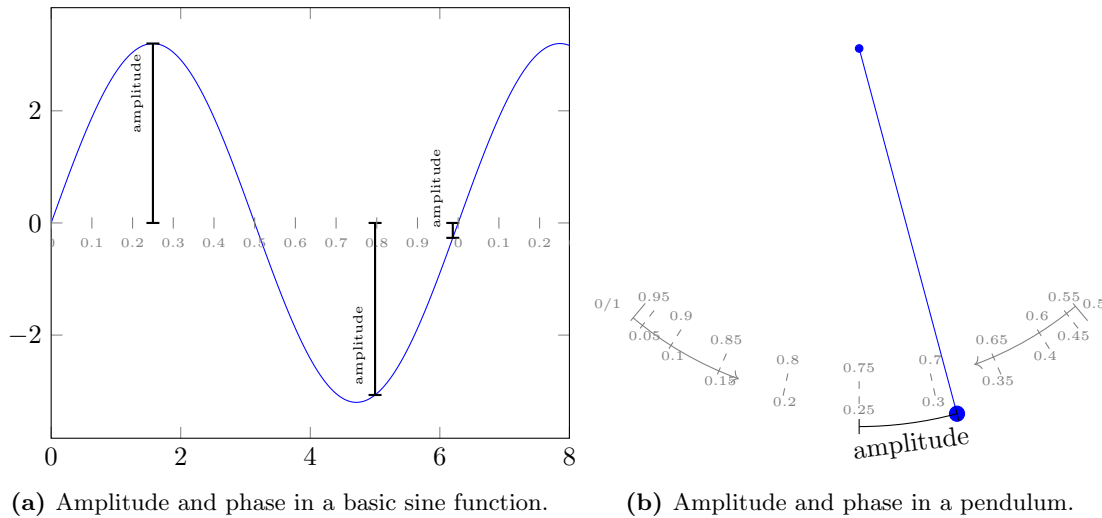 amplitude
amplitude
amplitude
2
0
−2
0.1 0.2 0.3 0.4 0.5 0.6 0.7 0.8 0.9 0 0.1 0.2
0 2 4 6 8
(a) Amplitude and phase in a basic sine function.
0/1 0.95 0.9 0.85 0.8 0.75 0.7 0.65 0.6 0.55 0.5
0.05 0.1 0.15 0.2 0.25 0.3 0.35 0.4 0.45
amplitude
(b) Amplitude and phase in a pendulum.